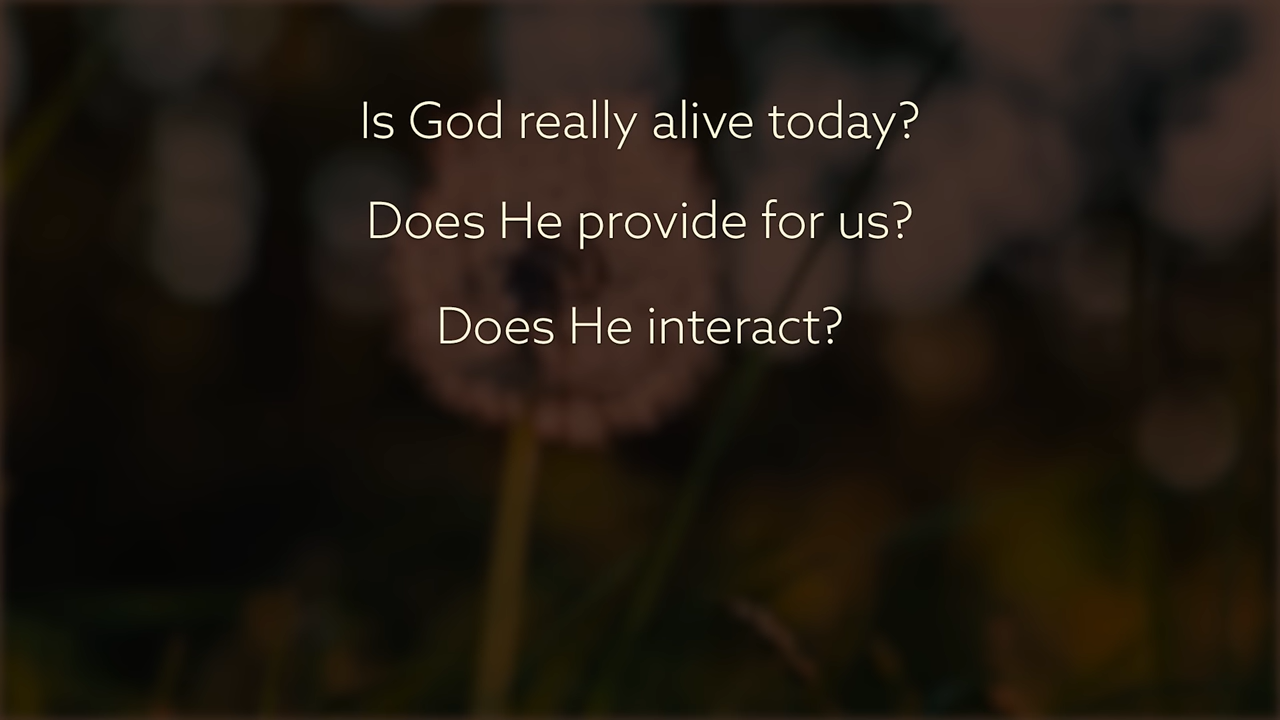 Is God really alive today?
Does He provide for us?
Does He interact?